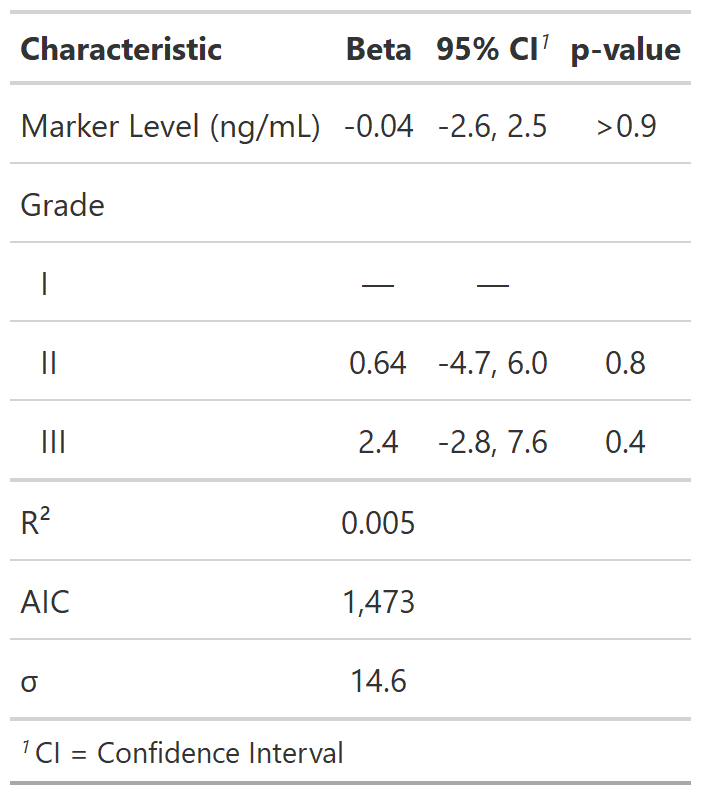 Characteristic Beta 95% CI1 p-value
Marker Level (ng/mL) -0.04 -2.6, 2.5 >0.9
Grade
I — —
II 0.64 -4.7, 6.0 0.8
III 2.4 -2.8, 7.6 0.4
R² 0.005
AIC 1,473
σ 14.6
1 CI = Confidence Interval